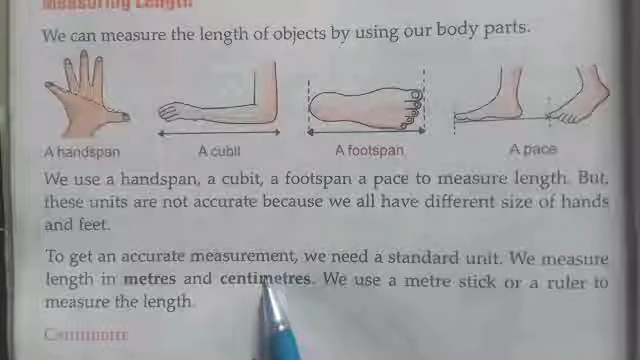 Measuring Length
We can measure the length of objects by using our body parts.
A handspan A cubit A footspan A pace
We use a handspan, a cubit, a footspan a pace to measure length. But,
these units are not accurate because we all have different size of hands
and feet.
To get an accurate measurement, we need a standard unit. We measure
length in metres and centimetres. We use a metre stick or a ruler to
measure the length.